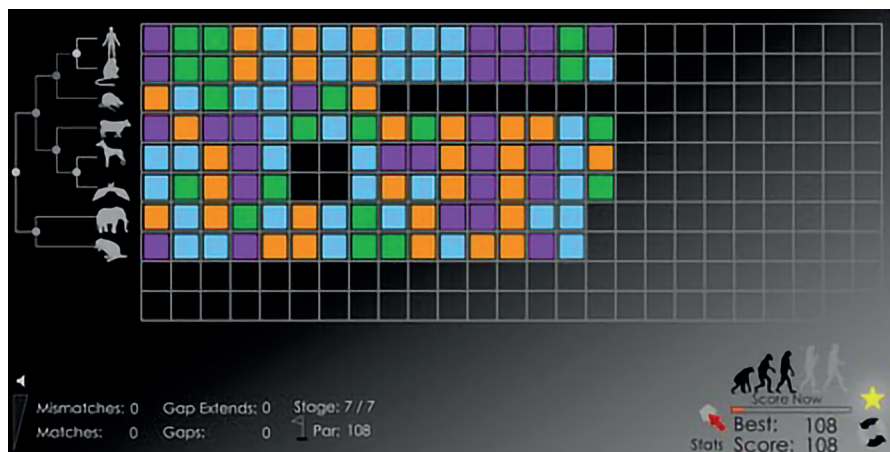 Mismatches: 0 Gap Extends: 0 Stage: 7 / 7
Matches: 0 Gaps: 0 Par: 108
Score Now
Best: 108
Stats Score: 108